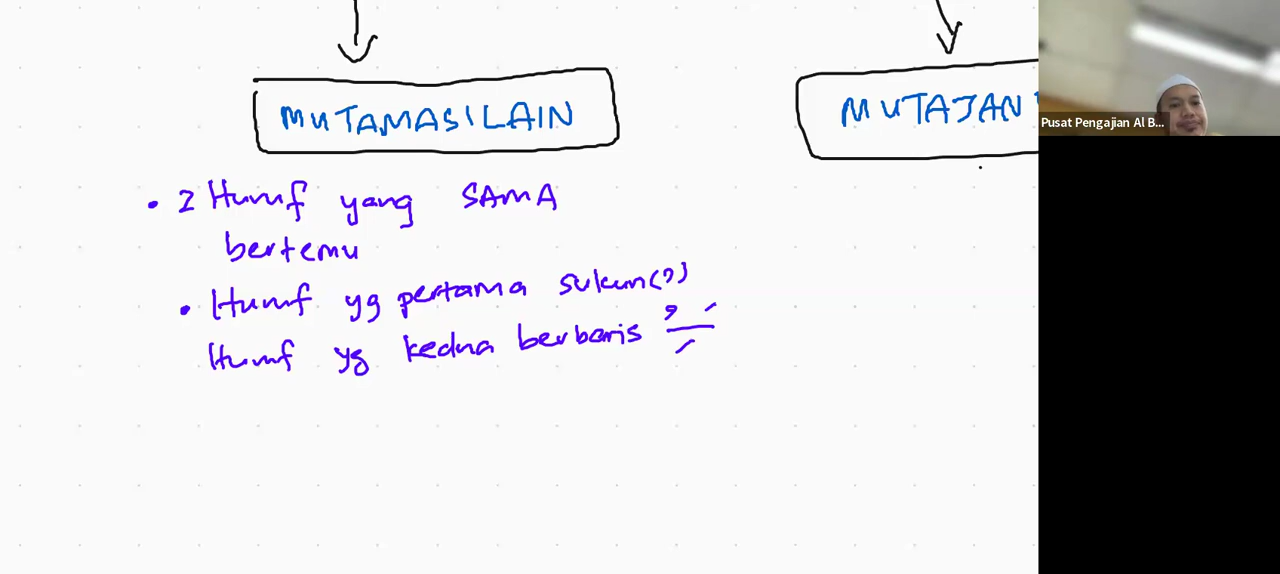 MUTAMASILAIN
MUTAJAN
Pusat Pengajian Al B...
• 2 Huruf yang SAMA
bertemu
• Huruf yg pertama sukun(ْ)
Huruf yg kedua berbaris